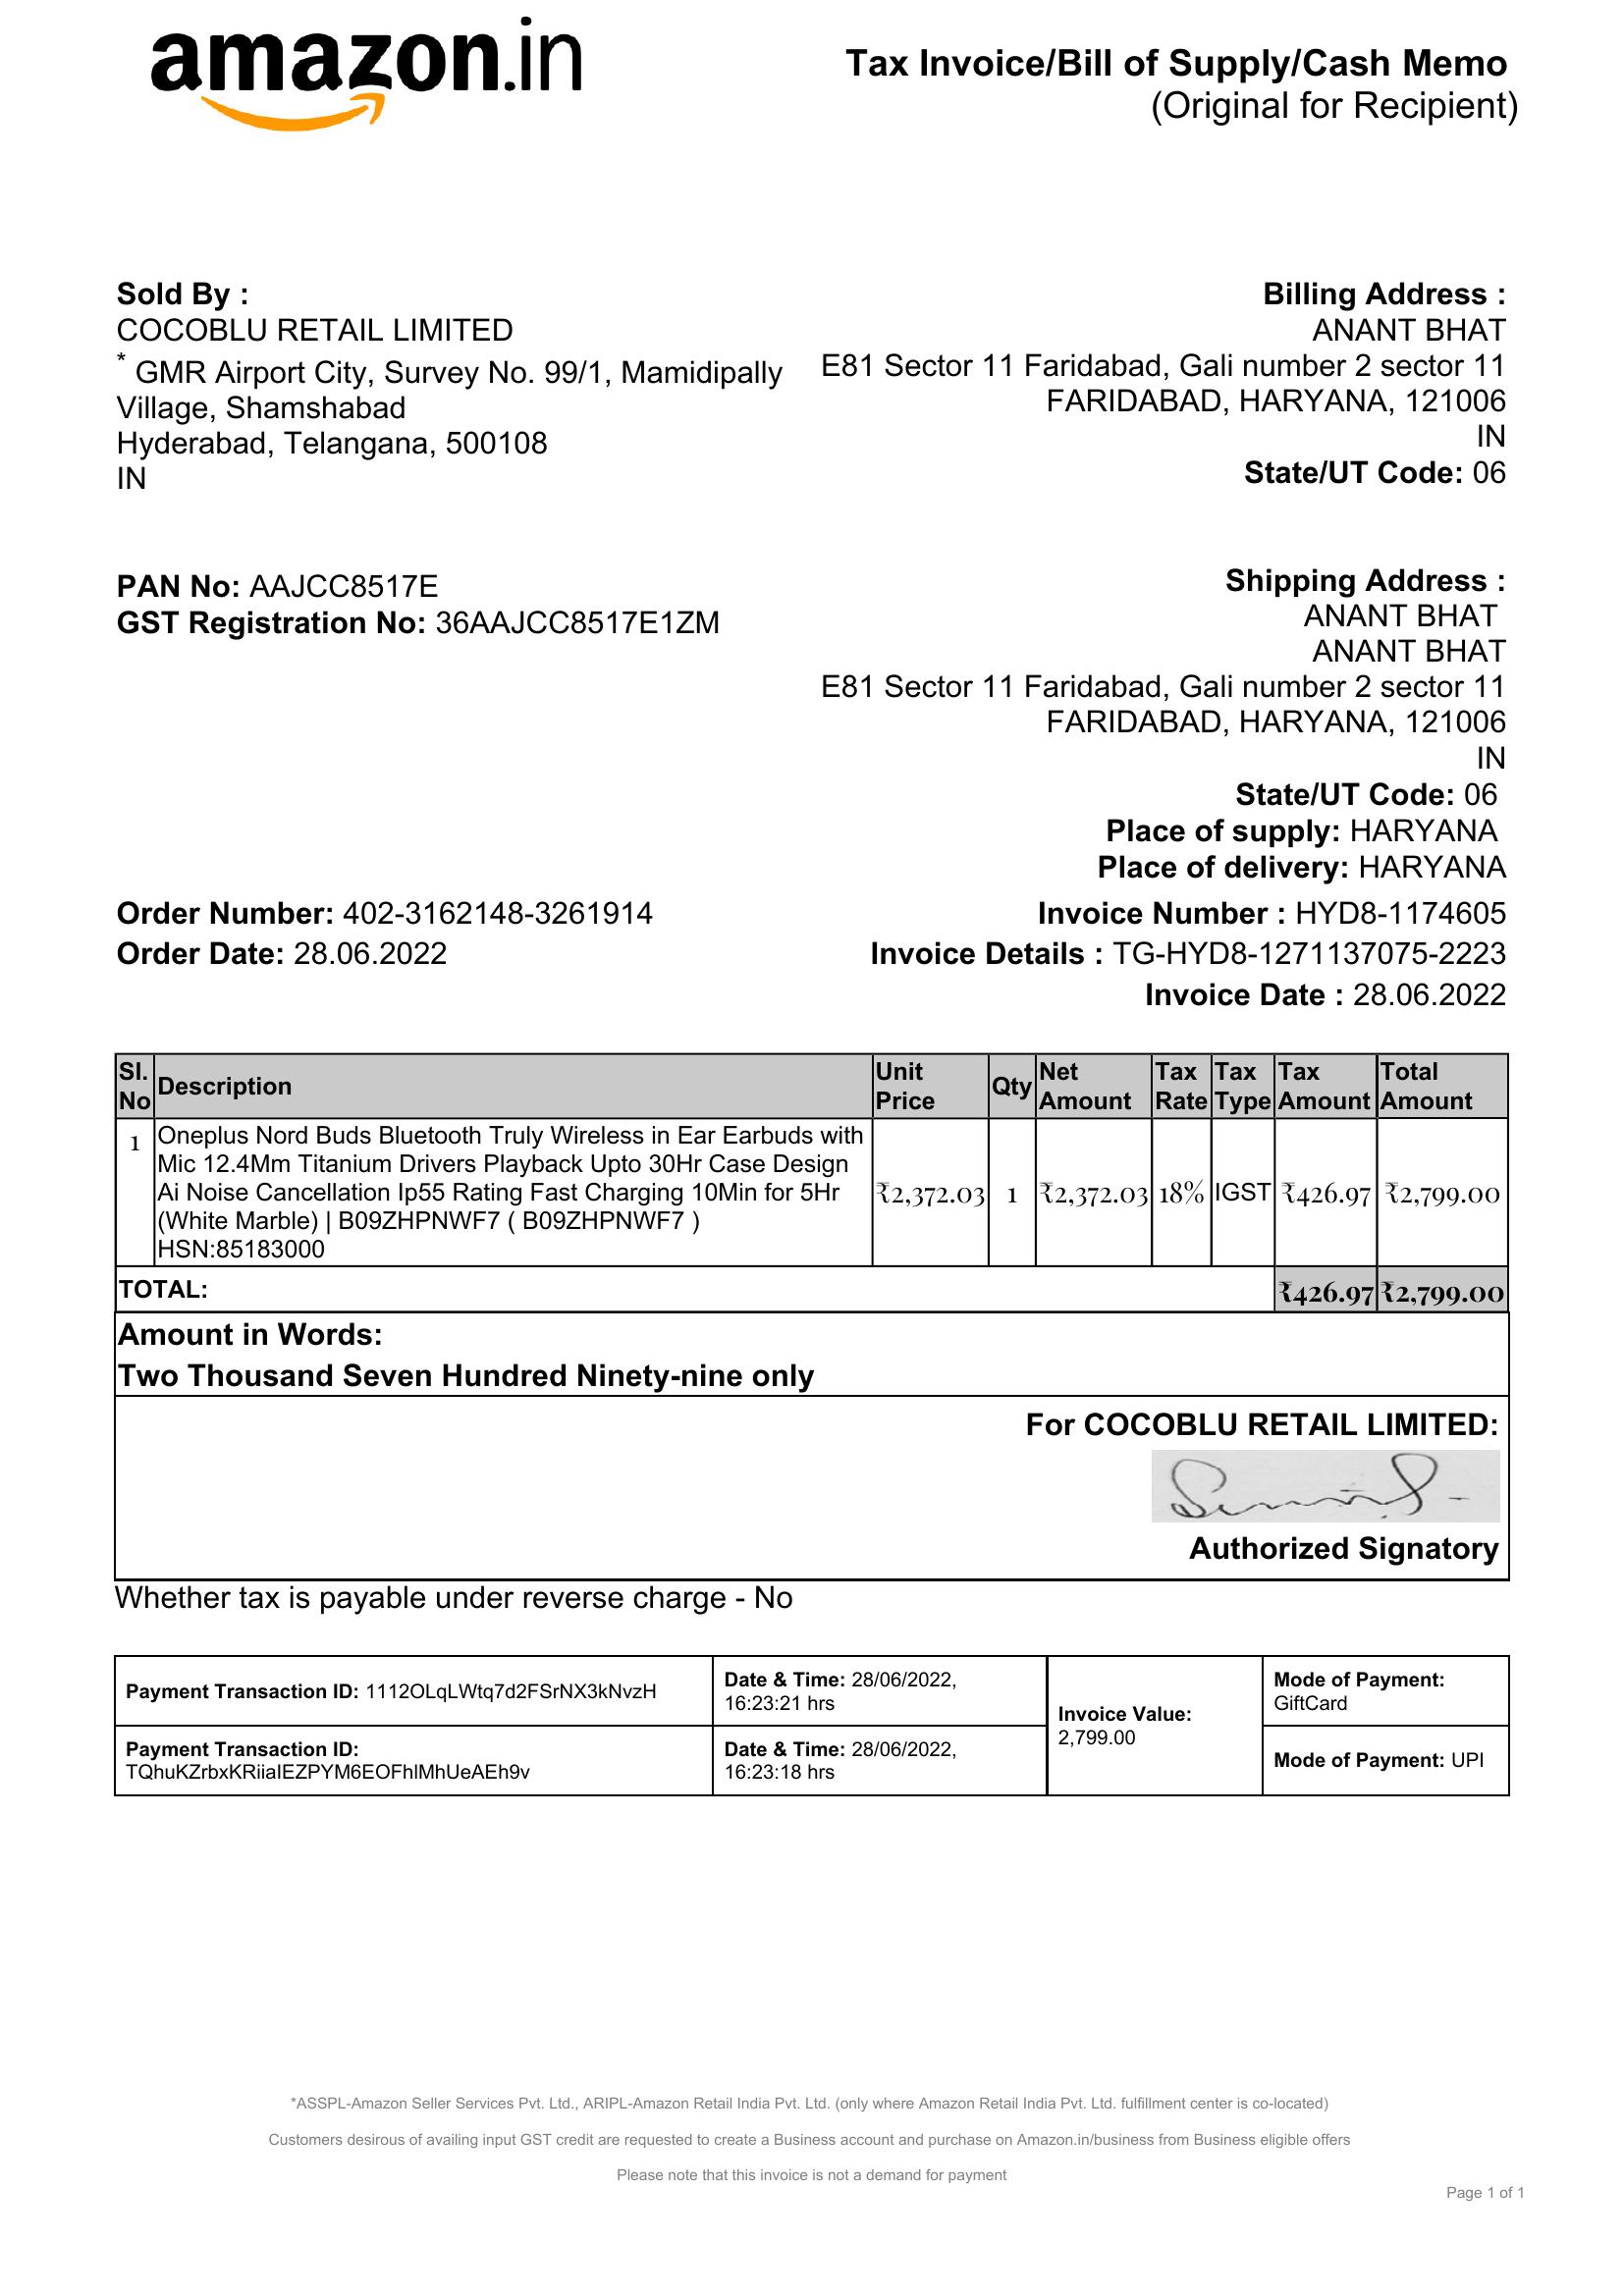 amazon.in
Tax Invoice/Bill of Supply/Cash Memo
(Original for Recipient)
Sold By :
COCOBLU RETAIL LIMITED
* GMR Airport City, Survey No. 99/1, Mamidipally
Village, Shamshabad
Hyderabad, Telangana, 500108
IN
Billing Address :
ANANT BHAT
E81 Sector 11 Faridabad, Gali number 2 sector 11
FARIDABAD, HARYANA, 121006
IN
State/UT Code: 06
PAN No: AAJCC8517E
GST Registration No: 36AAJCC8517E1ZM
Shipping Address :
ANANT BHAT
ANANT BHAT
E81 Sector 11 Faridabad, Gali number 2 sector 11
FARIDABAD, HARYANA, 121006
IN
State/UT Code: 06
Place of supply: HARYANA
Place of delivery: HARYANA
Order Number: 402-3162148-3261914
Order Date: 28.06.2022
Invoice Number : HYD8-1174605
Invoice Details : TG-HYD8-1271137075-2223
Invoice Date : 28.06.2022
Sl. No Description Unit Price Qty Net Amount Tax Rate Tax Type Tax Amount Total Amount
1 Oneplus Nord Buds Bluetooth Truly Wireless in Ear Earbuds with
Mic 12.4Mm Titanium Drivers Playback Upto 30Hr Case Design
Ai Noise Cancellation Ip55 Rating Fast Charging 10Min for 5Hr
(White Marble) | B09ZHPNWF7 ( B09ZHPNWF7 )
HSN:85183000
₹2,372.03 1 ₹2,372.03 18% IGST ₹426.97 ₹2,799.00
TOTAL: ₹426.97 ₹2,799.00
Amount in Words:
Two Thousand Seven Hundred Ninety-nine only
For COCOBLU RETAIL LIMITED:
Authorized Signatory
Whether tax is payable under reverse charge - No
Payment Transaction ID: 1112OLqLWtq7d2FSrNX3kNvzH
Date & Time: 28/06/2022,
16:23:21 hrs
Invoice Value:
2,799.00
Mode of Payment:
GiftCard
Payment Transaction ID:
TQhuKZrbxKRiiaIEZPYM6EOFhlMhUeAEh9v
Date & Time: 28/06/2022,
16:23:18 hrs
Mode of Payment: UPI
*ASSPL-Amazon Seller Services Pvt. Ltd., ARIPL-Amazon Retail India Pvt. Ltd. (only where Amazon Retail India Pvt. Ltd. fulfillment center is co-located)
Customers desirous of availing input GST credit are requested to create a Business account and purchase on Amazon.in/business from Business eligible offers
Please note that this invoice is not a demand for payment
Page 1 of 1